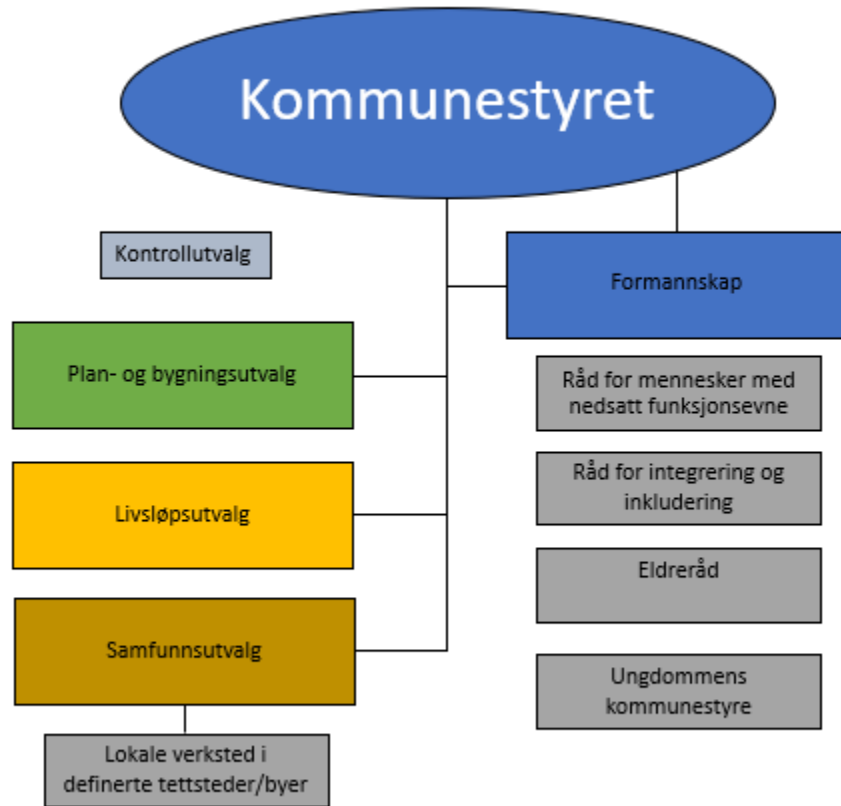 Kommunestyret
Kontrollutvalg
Formannskap
Plan- og bygningsutvalg
Råd for mennesker med
nedsatt funksjonsevne
Livsløpsutvalg
Råd for integrering og
inkludering
Eldreråd
Samfunnsutvalg
Ungdommens
kommunestyre
Lokale verksted i
definerte tettsteder/byer